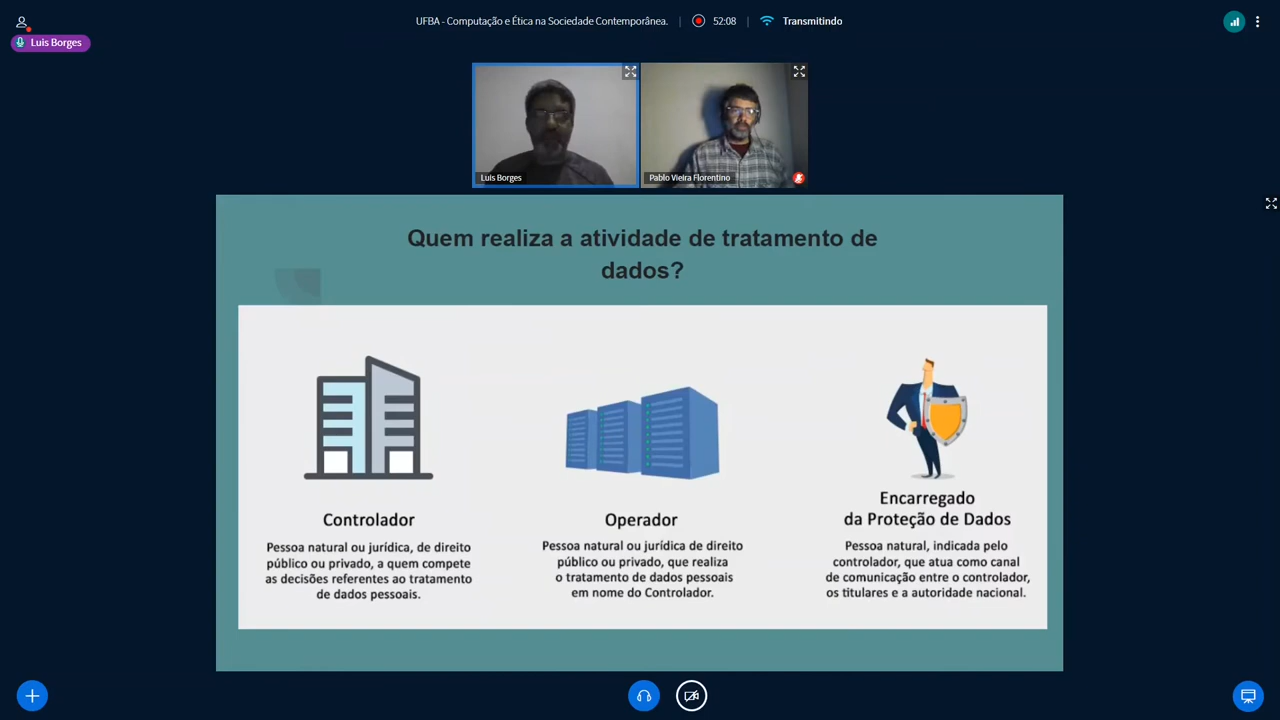 UFBA - Computação e Ética na Sociedade Contemporânea.
52:08
Transmitindo
Luis Borges
Luis Borges
Pablo Vieira Florentino
Quem realiza a atividade de tratamento de
dados?
Controlador
Pessoa natural ou jurídica, de direito
público ou privado, a quem compete
as decisões referentes ao tratamento
de dados pessoais.
Operador
Pessoa natural ou jurídica de direito
público ou privado, que realiza
o tratamento de dados pessoais
em nome do Controlador.
Encarregado
da Proteção de Dados
Pessoa natural, indicada pelo
controlador, que atua como canal
de comunicação entre o controlador,
os titulares e a autoridade nacional.